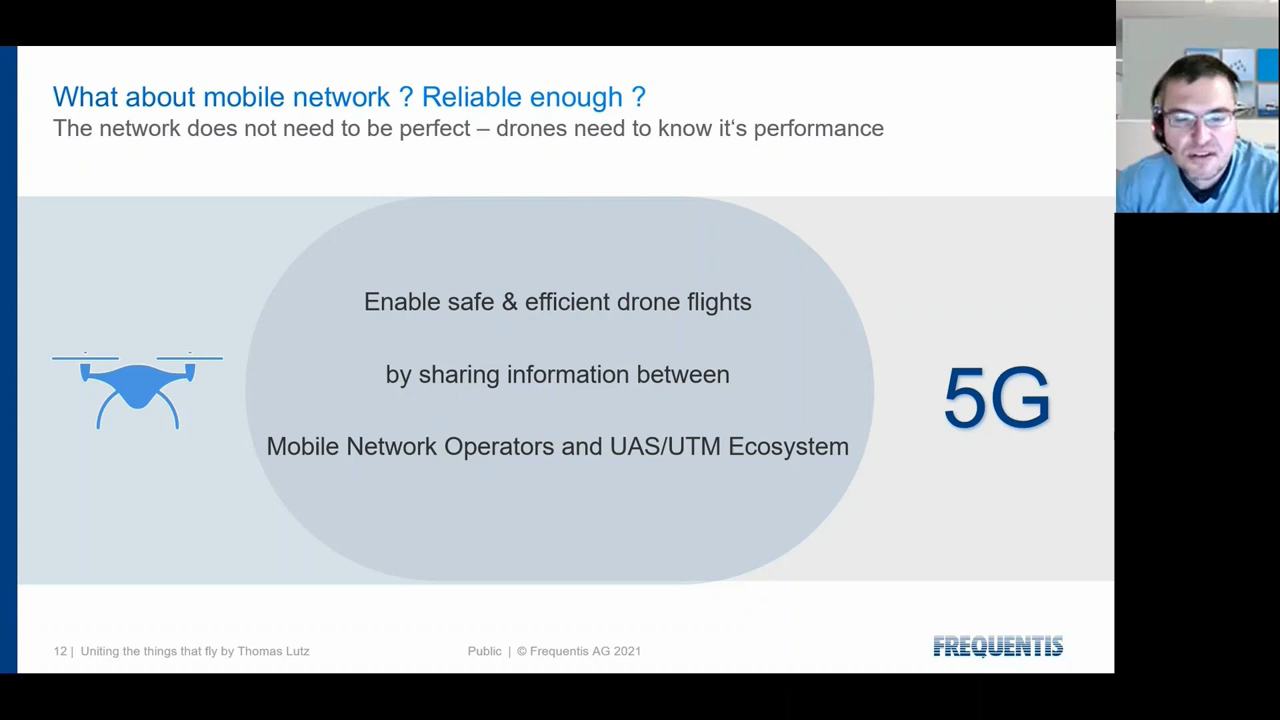 What about mobile network ? Reliable enough ?
The network does not need to be perfect – drones need to know it‘s performance
Enable safe & efficient drone flights
by sharing information between
Mobile Network Operators and UAS/UTM Ecosystem
5G
12 | Uniting the things that fly by Thomas Lutz
Public | © Frequentis AG 2021
FREQUENTIS